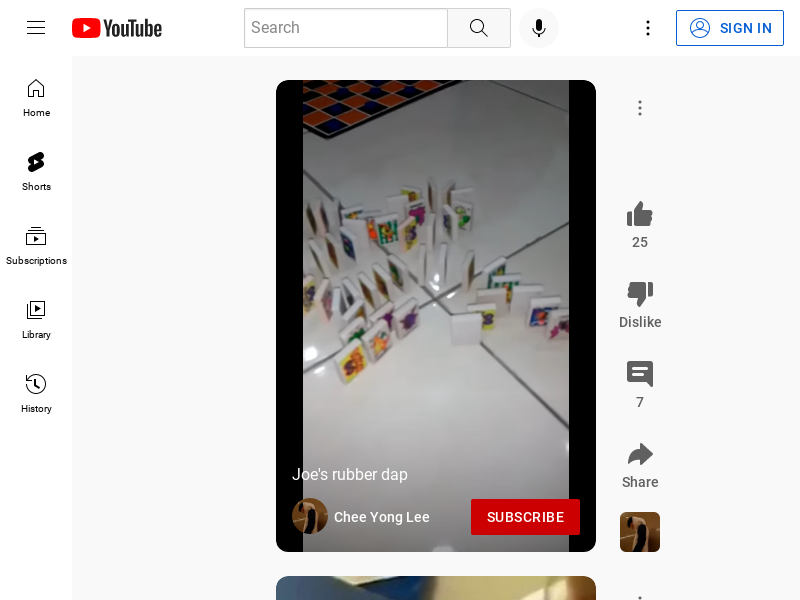 YouTube
Search
SIGN IN
Home
Shorts
Subscriptions
Library
History
25
Dislike
7
Share
Joe's rubber dap
Chee Yong Lee
SUBSCRIBE